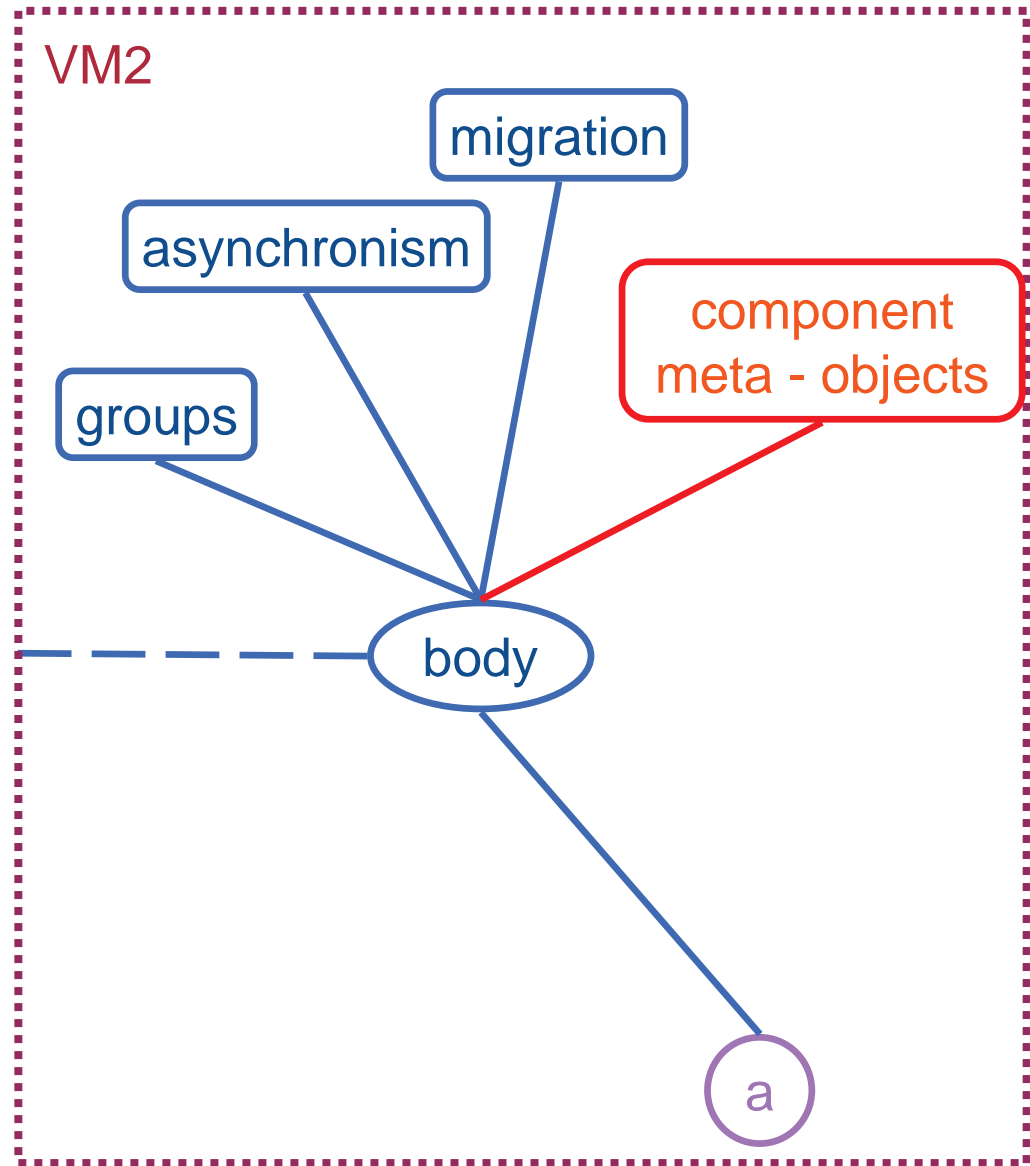 VM2
migration
asynchronism
component
meta - objects
groups
body
a